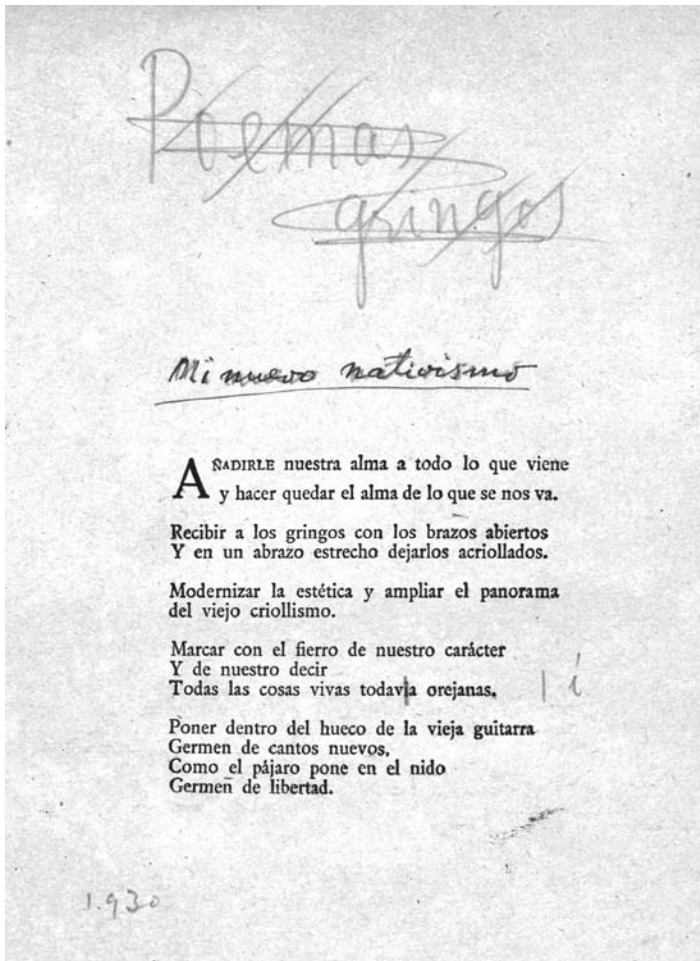 Poemas
gringos
Mi nuevo nativismo
AÑADIRLE nuestra alma a todo lo que viene
y hacer quedar el alma de lo que se nos va.
Recibir a los gringos con los brazos abiertos
Y en un abrazo estrecho dejarlos acriollados.
Modernizar la estética y ampliar el panorama
del viejo criollismo.
Marcar con el fierro de nuestro carácter
Y de nuestro decir
Todas las cosas vivas todavia orejanas. | í
Poner dentro del hueco de la vieja guitarra
Germen de cantos nuevos,
Como el pájaro pone en el nido
Germen de libertad.
1.930